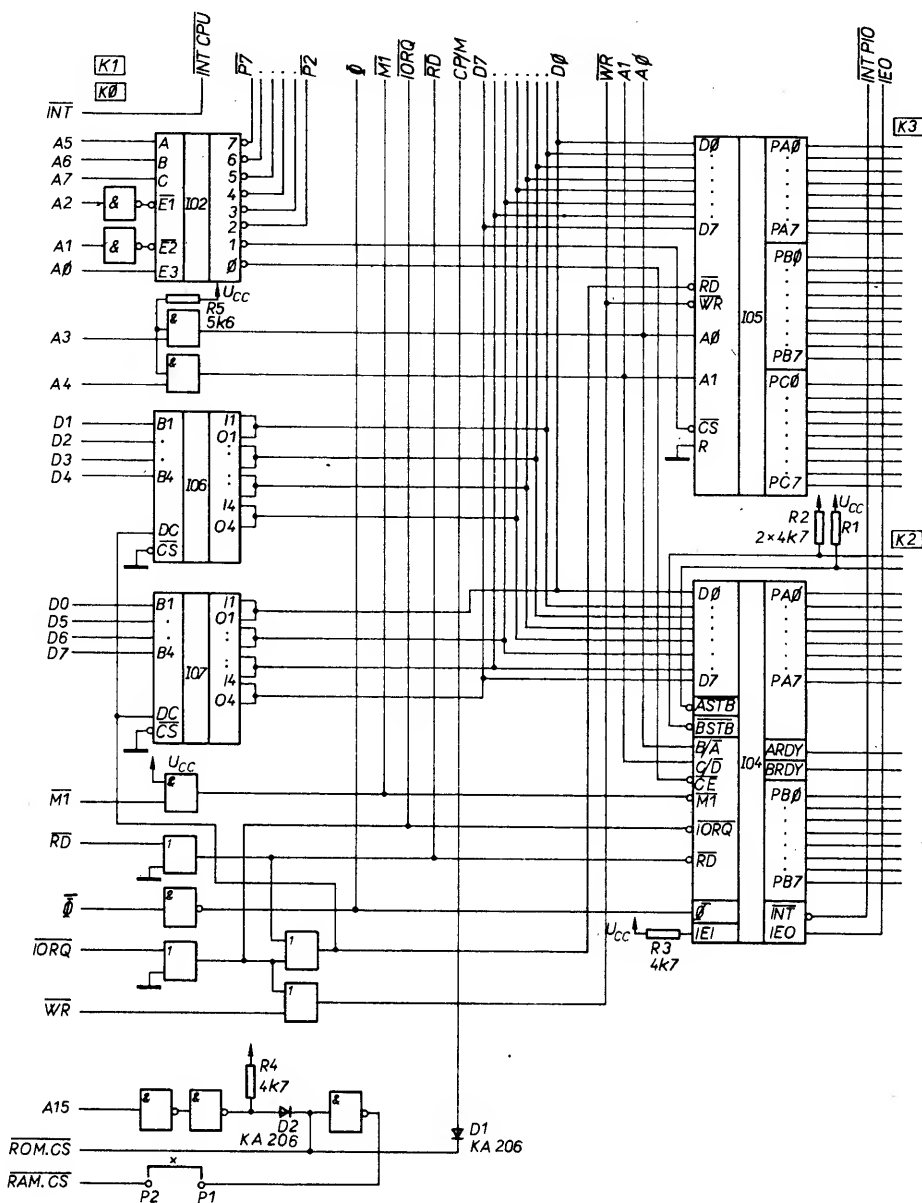 INT CPU
P7
P2
Φ
M1
IORQ
RD
CP/M
D7
DØ
WR
A1
AØ
INT PIO
IEO
K1
KØ
INT
A5
A6
A7
A2
A1
AØ
A
B
C
E1
E2
E3
IO2
7
6
5
4
3
2
1
Ø
&
&
UCC
R5
5k6
A3
A4
&
DØ
D7
RD
WR
AØ
A1
CS
R
IO5
PAØ
PA7
PBØ
PB7
PCØ
PC7
K3
D1
D2
D3
D4
B1
B4
DC
CS
IO6
I1
O1
I4
O4
UCC
R2
R1
2×4k7
K2
D0
D5
D6
D7
B1
B4
DC
CS
IO7
I1
O1
I4
O4
DØ
D7
ASTB
BSTB
B/A
C/D
CE
M1
IORQ
RD
Φ
IEI
IO4
PAØ
PA7
ARDY
BRDY
PBØ
PB7
INT
IEO
UCC
&
M1
RD
1
Φ
IORQ
1
1
WR
1
UCC
R3
4k7
R4
4k7
A15
&
&
&
D2
KA 206
D1
KA 206
ROM.CS
RAM.CS
x
P2
P1